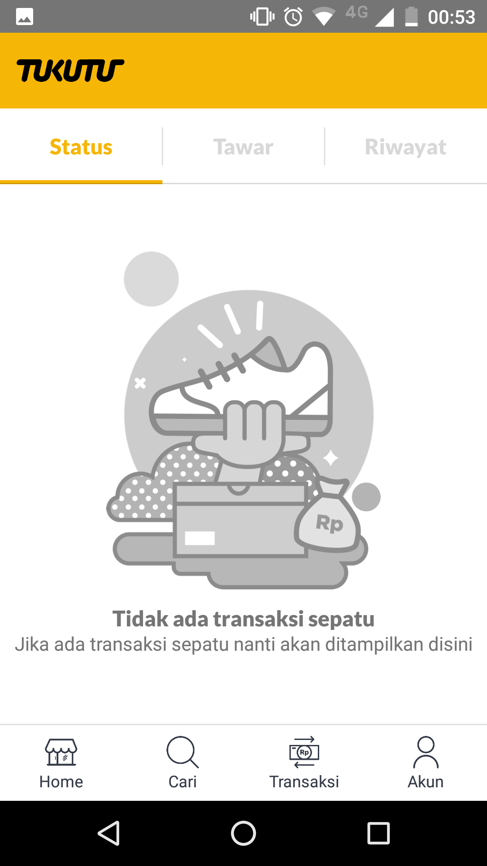 4G
00:53
TUKUTU
Status
Tawar
Riwayat
Rp
Tidak ada transaksi sepatu
Jika ada transaksi sepatu nanti akan ditampilkan disini
Rp
Home
Cari
Transaksi
Akun